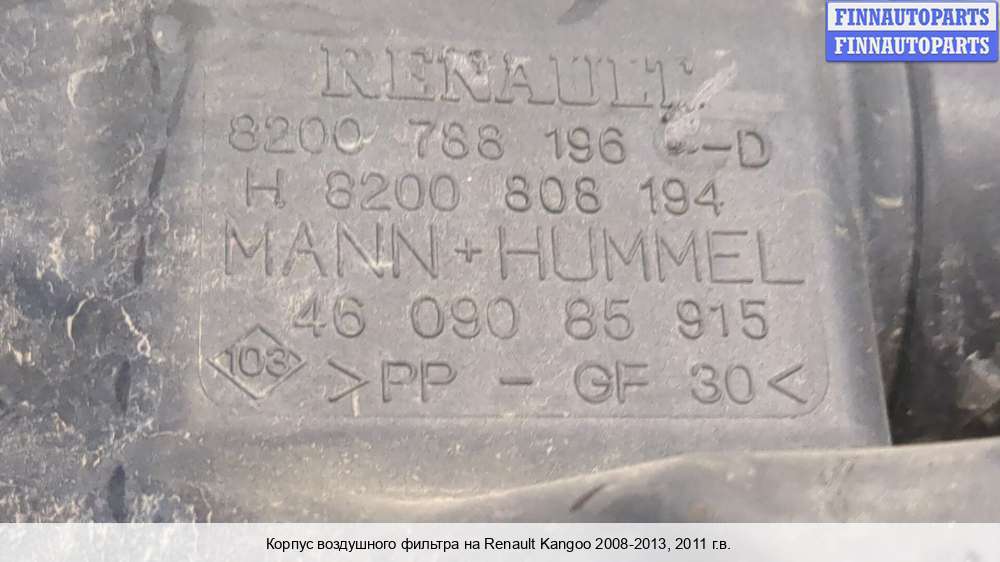 FINNAUTOPARTS
FINNAUTOPARTS
RENAULT
8200 788 196 --D
H 8200 808 194
MANN+HUMMEL
46 090 85 915
103 >PP - GF 30<
Корпус воздушного фильтра на Renault Kangoo 2008-2013, 2011 г.в.